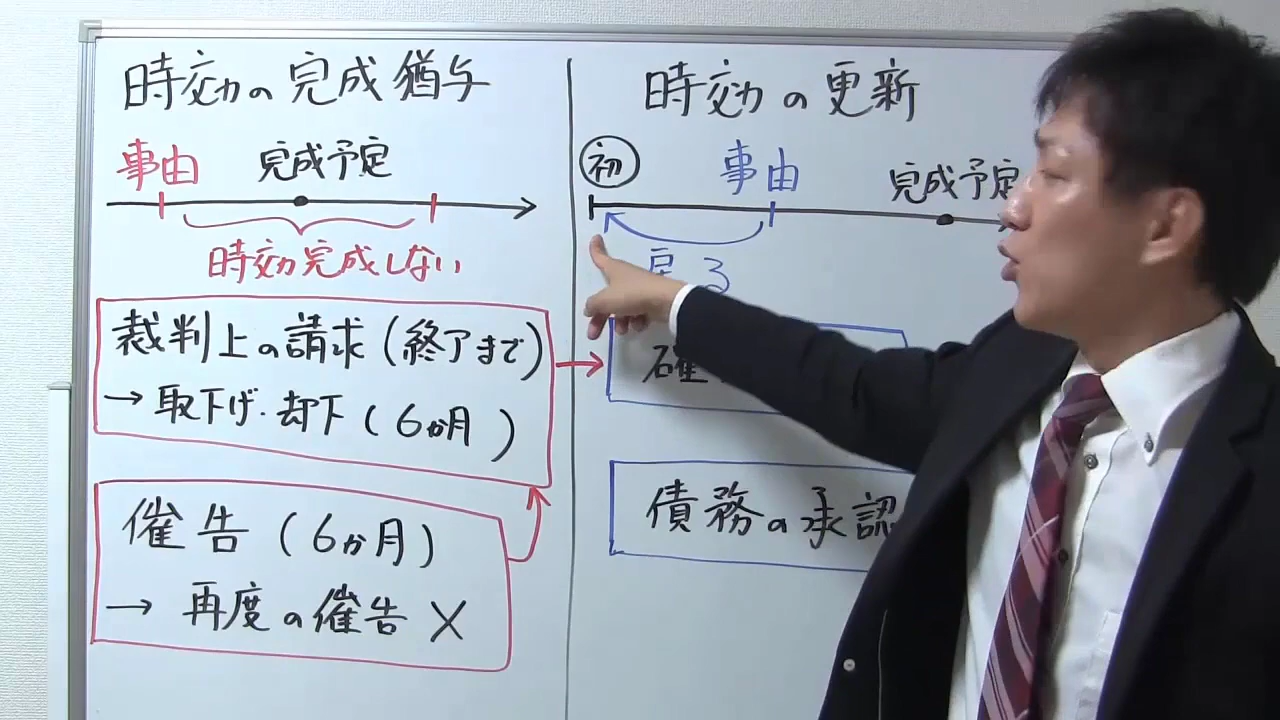 時効の完成猶予
事由 完成予定
時効完成しない
裁判上の請求(終了まで)
→ 取下げ・却下(6か月)
催告(6か月)
→ 再度の催告 ×
時効の更新
初 事由 完成予定
戻る
確
債務の承認